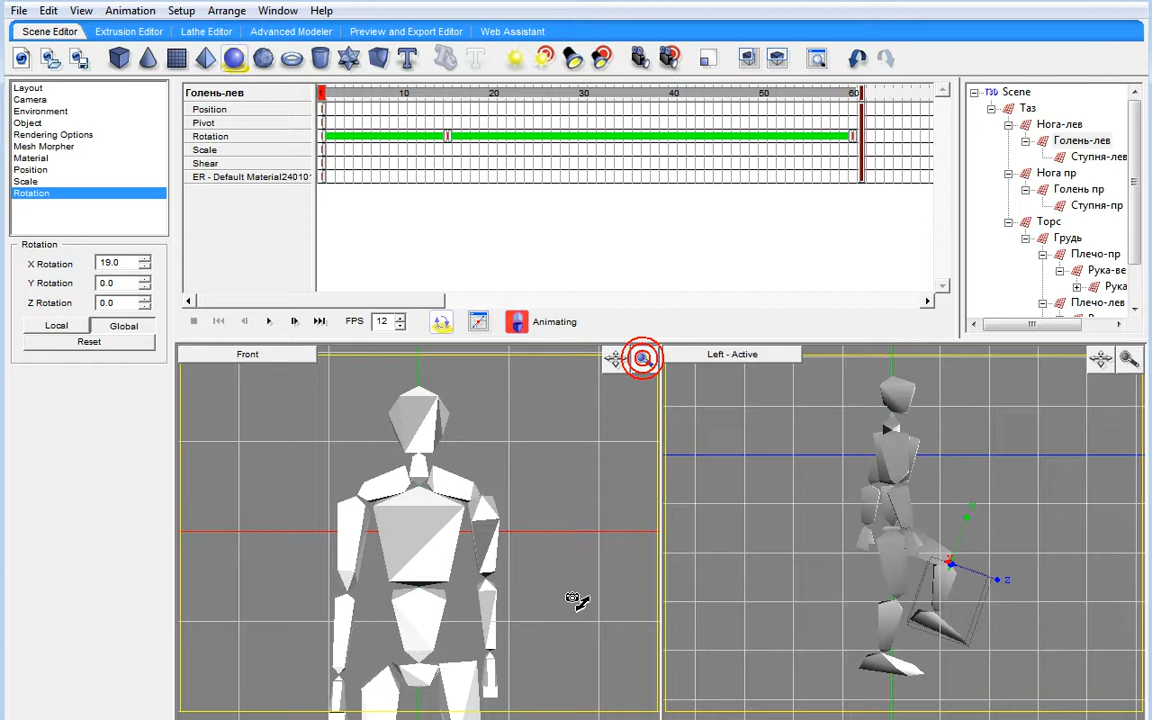 File Edit View Animation Setup Arrange Window Help
Scene Editor Extrusion Editor Lathe Editor Advanced Modeler Preview and Export Editor Web Assistant
Layout
Camera
Environment
Object
Rendering Options
Mesh Morpher
Material
Position
Scale
Rotation
Rotation
X Rotation 19.0
Y Rotation 0.0
Z Rotation 0.0
Local Global
Reset
Голень-лев 10 20 30 40 50 60
Position
Pivot
Rotation
Scale
Shear
ER - Default Material24010
FPS 12 Animating
Scene
Таз
Нога-лев
Голень-лев
Ступня-лев
Нога пр
Голень пр
Ступня-пр
Торс
Грудь
Плечо-пр
Рука-ве
Рука
Плечо-лев
Front
Left - Active
z